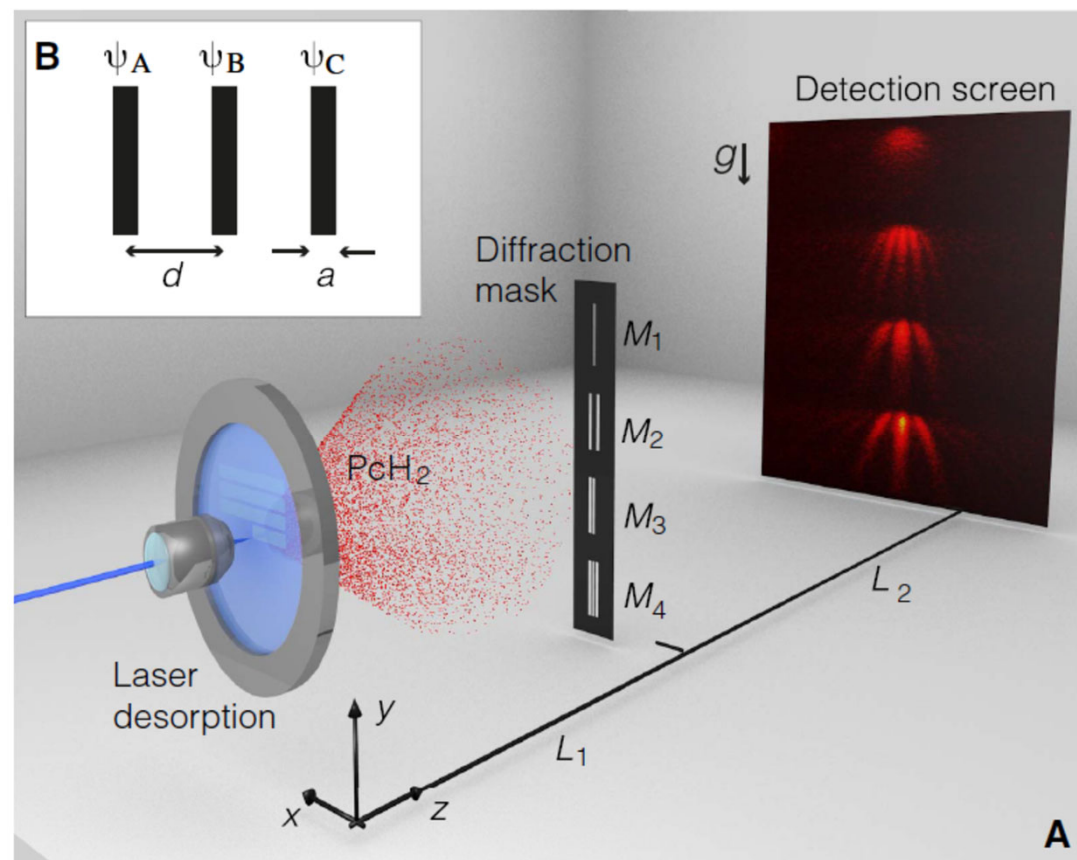 B
ψA ψB ψC
d
a
Detection screen
g
Diffraction
mask
M1
M2
M3
M4
PcH2
L2
Laser
desorption
y
L1
x
z
A